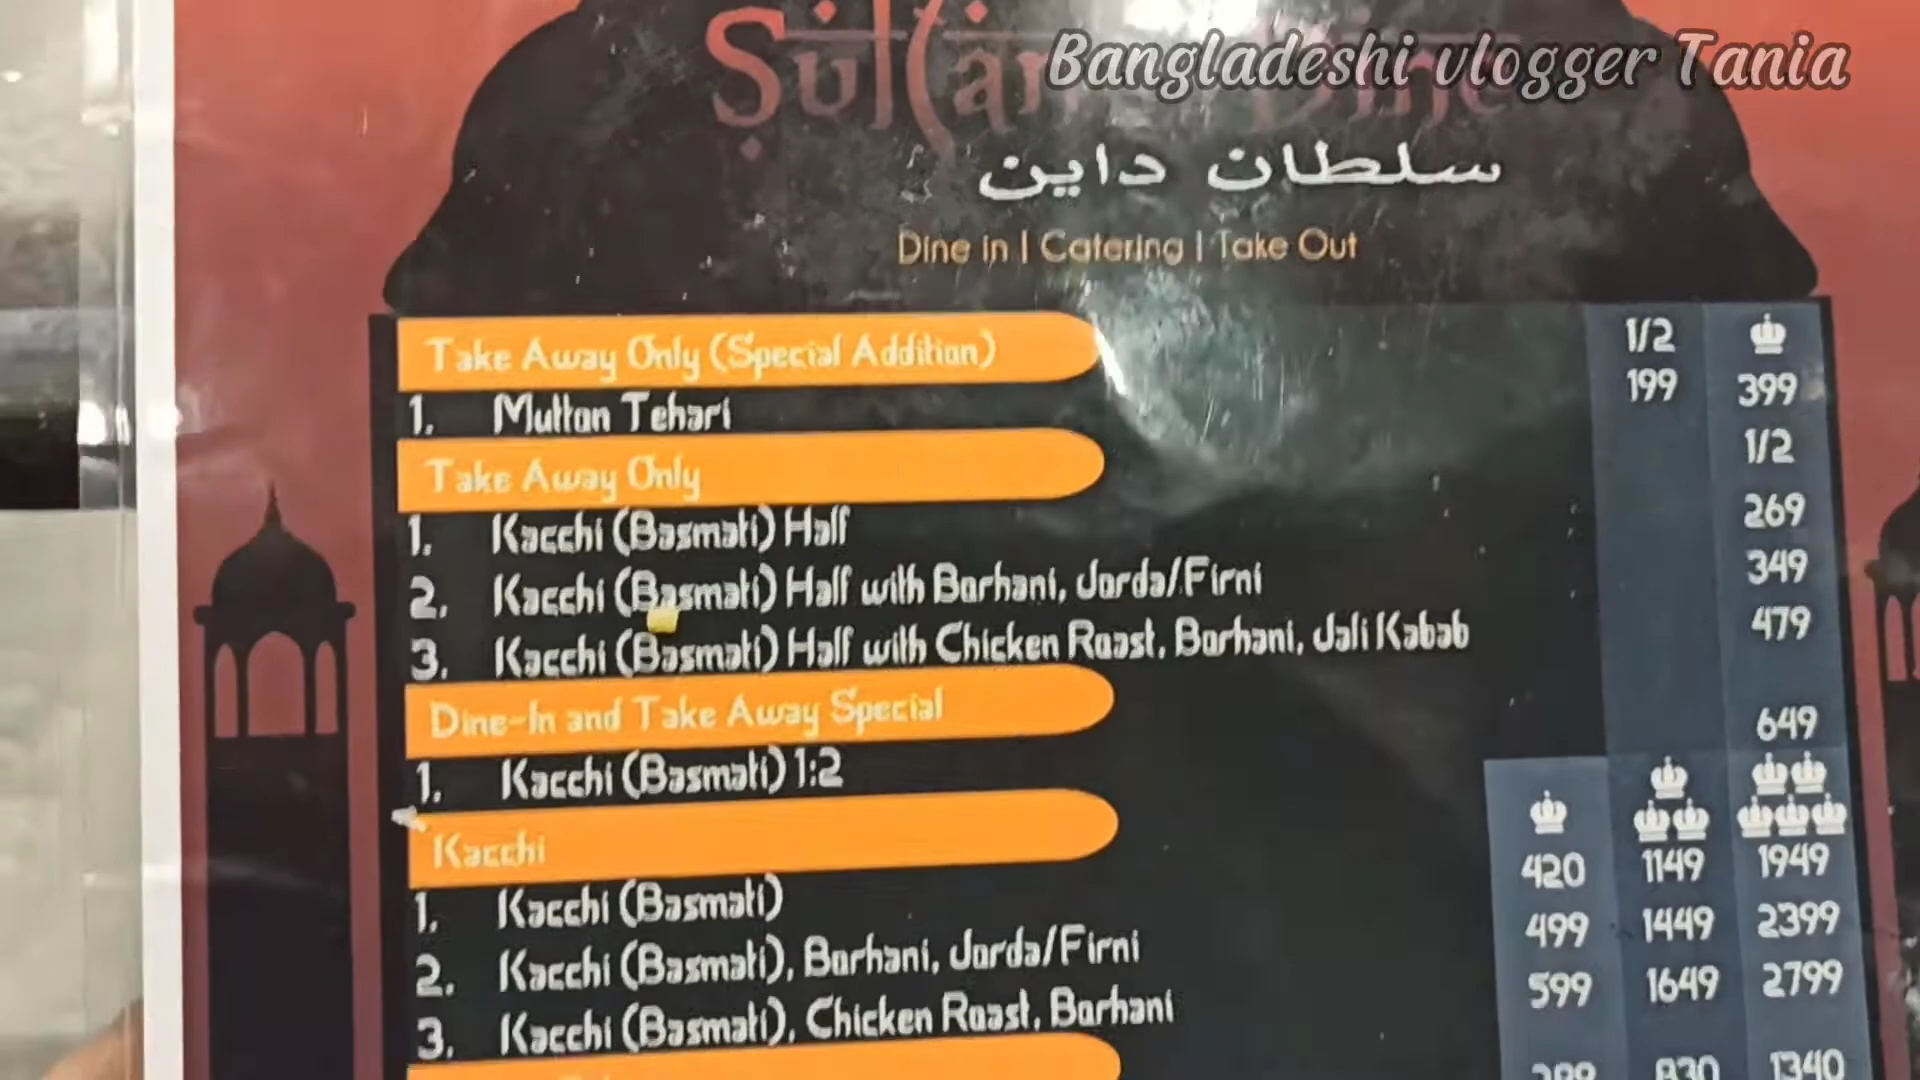 Sultan's Dine
Bangladeshi vlogger Tania
سلطان داين
Dine in | Catering | Take Out
Take Away Only (Special Addition) 1/2
1. Mutton Tehari 199 399
Take Away Only 1/2
1. Kacchi (Basmati) Half 269
2. Kacchi (Basmati) Half with Borhani, Jorda/Firni 349
3. Kacchi (Basmati) Half with Chicken Roast, Borhani, Jali Kabab 479
Dine-In and Take Away Special
1. Kacchi (Basmati) 1:2 649
Kacchi
1. Kacchi (Basmati) 420 1149 1949
2. Kacchi (Basmati), Borhani, Jorda/Firni 499 1449 2399
3. Kacchi (Basmati), Chicken Roast, Borhani 599 1649 2799
830 1340